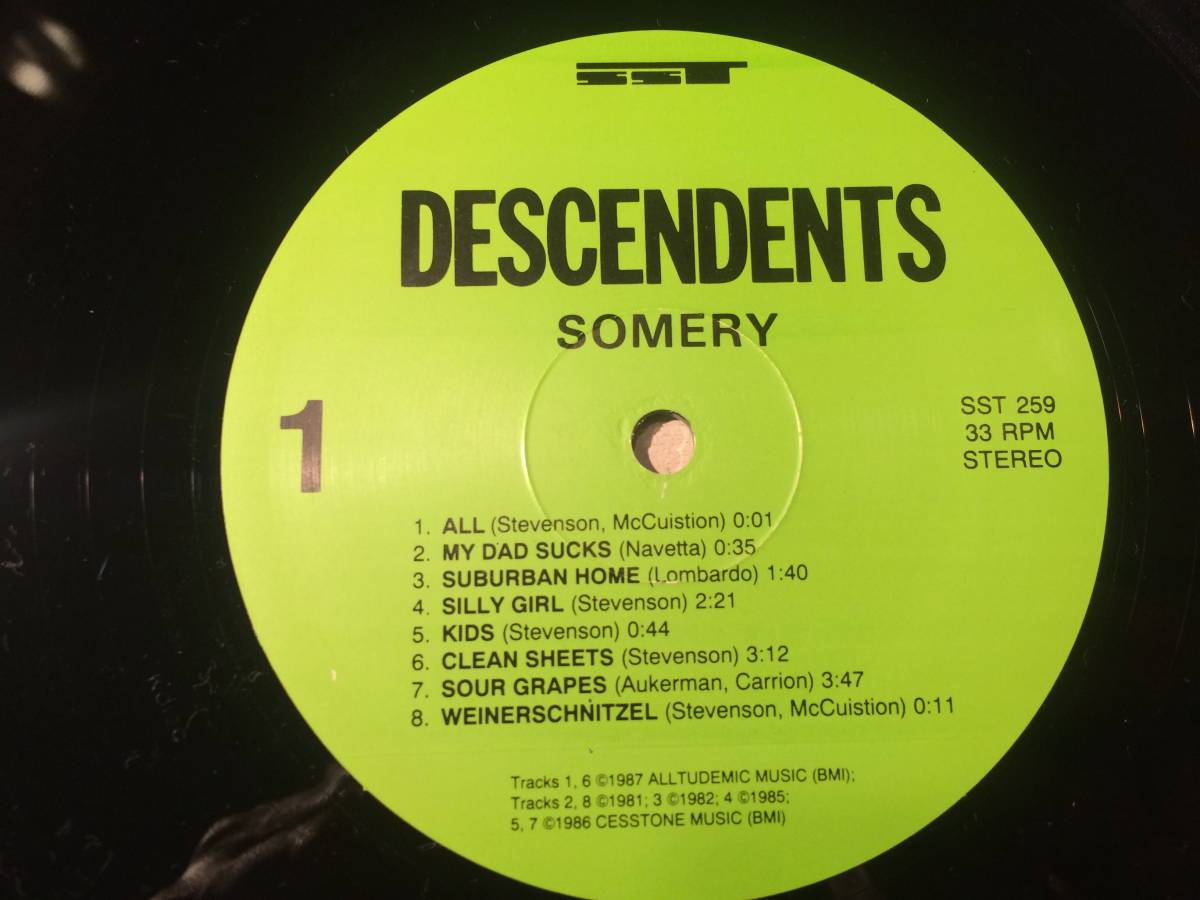 SST
DESCENDENTS
SOMERY
1
SST 259
33 RPM
STEREO
1. ALL (Stevenson, McCuistion) 0:01
2. MY DAD SUCKS (Navetta) 0:35
3. SUBURBAN HOME (Lombardo) 1:40
4. SILLY GIRL (Stevenson) 2:21
5. KIDS (Stevenson) 0:44
6. CLEAN SHEETS (Stevenson) 3:12
7. SOUR GRAPES (Aukerman, Carrion) 3:47
8. WEINERSCHNITZEL (Stevenson, McCuistion) 0:11
Tracks 1, 6 ©1987 ALLTUDEMIC MUSIC (BMI);
Tracks 2, 8 ©1981; 3 ©1982; 4 ©1985;
5, 7 ©1986 CESSTONE MUSIC (BMI)